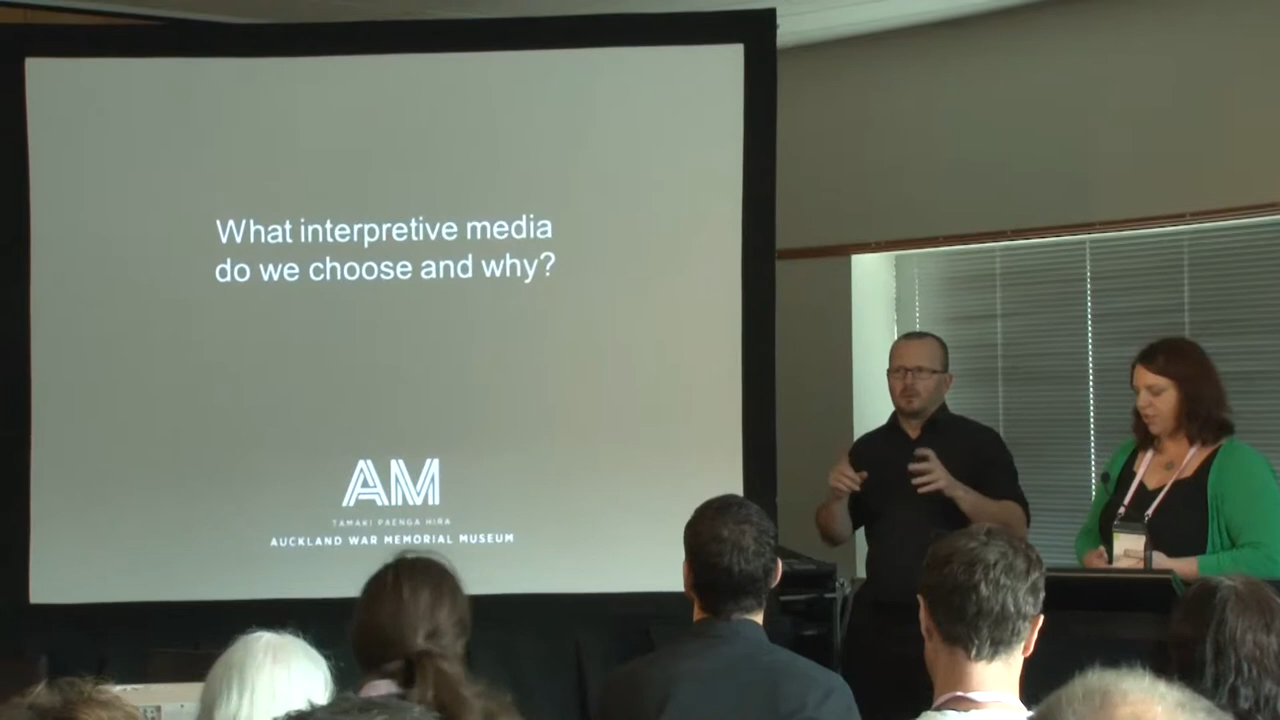 What interpretive media
do we choose and why?
AM
TAMAKI PAENGA HIRA
AUCKLAND WAR MEMORIAL MUSEUM